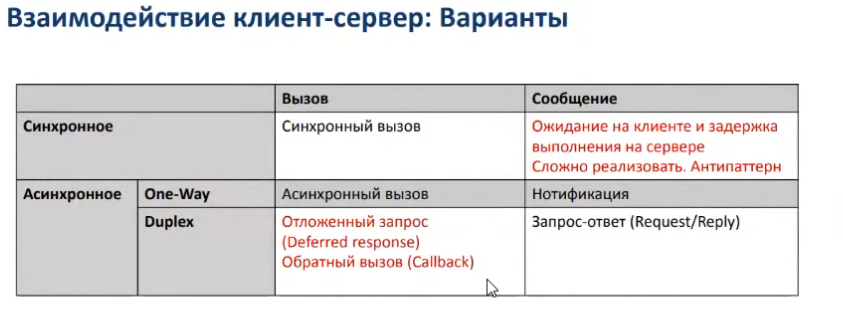 Взаимодействие клиент-сервер: Варианты
Вызов
Сообщение
Синхронное
Синхронный вызов
Ожидание на клиенте и задержка
выполнения на сервере
Сложно реализовать. Антипаттерн
Асинхронное
One-Way
Асинхронный вызов
Нотификация
Duplex
Отложенный запрос
(Deferred response)
Обратный вызов (Callback)
Запрос-ответ (Request/Reply)